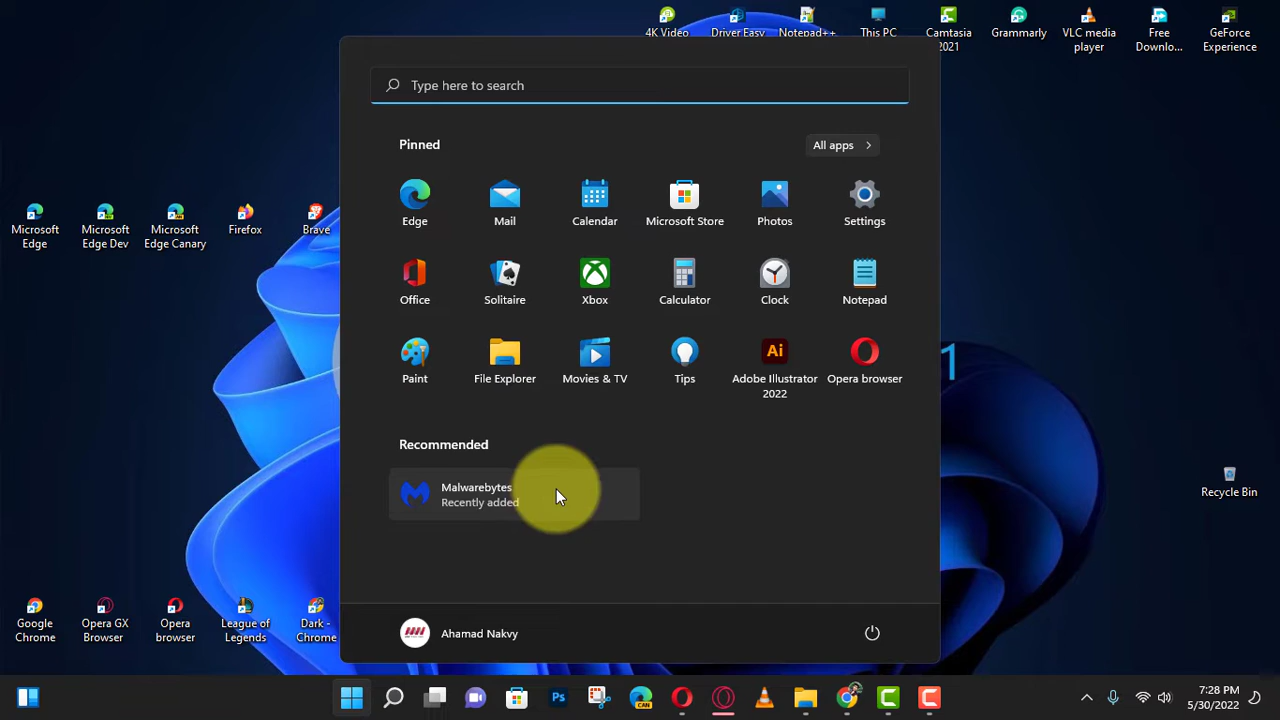 4K Video
Driver Easy
Notepad++
This PC
Camtasia
2021
Grammarly
VLC media
player
Free
Downlo...
GeForce
Experience
Type here to search
Pinned
All apps
Edge
Mail
Calendar
Microsoft Store
Photos
Settings
Microsoft
Edge
Microsoft
Edge Dev
Microsoft
Edge Canary
Firefox
Brave
Office
Solitaire
Xbox
Calculator
Clock
Notepad
Paint
File Explorer
Movies & TV
Tips
Ai
Adobe Illustrator
2022
Opera browser
1
Recommended
Malwarebytes
Recently added
Recycle Bin
Google
Chrome
Opera GX
Browser
Opera
browser
League of
Legends
Dark -
Chrome
Ahamad Nakvy
Ps
CAN
7:28 PM
5/30/2022